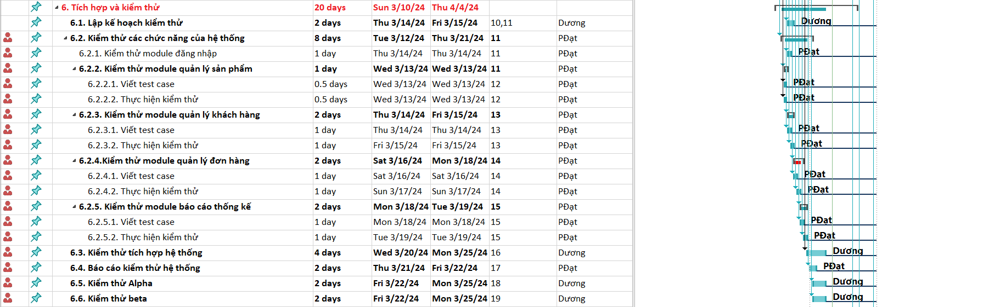 6. Tích hợp và kiểm thử 20 days Sun 3/10/24 Thu 4/4/24
6.1. Lập kế hoạch kiểm thử 2 days Thu 3/14/24 Fri 3/15/24 10,11 Dương Dương
6.2. Kiểm thử các chức năng của hệ thống 8 days Tue 3/12/24 Thu 3/21/24 11 PĐạt
6.2.1. Kiểm thử module đăng nhập 1 day Thu 3/14/24 Thu 3/14/24 11 PĐạt PĐạt
6.2.2. Kiểm thử module quản lý sản phẩm 1 day Wed 3/13/24 Wed 3/13/24 11 PĐạt
6.2.2.1. Viết test case 0.5 days Wed 3/13/24 Wed 3/13/24 12 PĐạt PĐạt
6.2.2.2. Thực hiện kiểm thử 0.5 days Wed 3/13/24 Wed 3/13/24 12 PĐạt PĐạt
6.2.3. Kiểm thử module quản lý khách hàng 2 days Thu 3/14/24 Fri 3/15/24 13 PĐạt
6.2.3.1. Viết test case 1 day Thu 3/14/24 Thu 3/14/24 13 PĐạt PĐạt
6.2.3.2. Thực hiện kiểm thử 1 day Fri 3/15/24 Fri 3/15/24 13 PĐạt PĐạt
6.2.4.Kiểm thử module quản lý đơn hàng 2 days Sat 3/16/24 Mon 3/18/24 14 PĐạt
6.2.4.1. Viết test case 1 day Sat 3/16/24 Sat 3/16/24 14 PĐạt PĐạt
6.2.4.2. Thực hiện kiểm thử 1 day Sun 3/17/24 Sun 3/17/24 14 PĐạt PĐạt
6.2.5. Kiểm thử module báo cáo thống kế 2 days Mon 3/18/24 Tue 3/19/24 15 PĐạt
6.2.5.1. Viết test case 1 day Mon 3/18/24 Mon 3/18/24 15 PĐạt PĐạt
6.2.5.2. Thực hiện kiểm thử 1 day Tue 3/19/24 Tue 3/19/24 15 PĐạt PĐạt
6.3. Kiểm thử tích hợp hệ thống 4 days Wed 3/20/24 Mon 3/25/24 16 Dương Dương
6.4. Báo cáo kiểm thử hệ thống 2 days Thu 3/21/24 Fri 3/22/24 17 PĐạt PĐạt
6.5. Kiểm thử Alpha 2 days Fri 3/22/24 Mon 3/25/24 18 Dương Dương
6.6. Kiểm thử beta 2 days Fri 3/22/24 Mon 3/25/24 19 Dương Dương